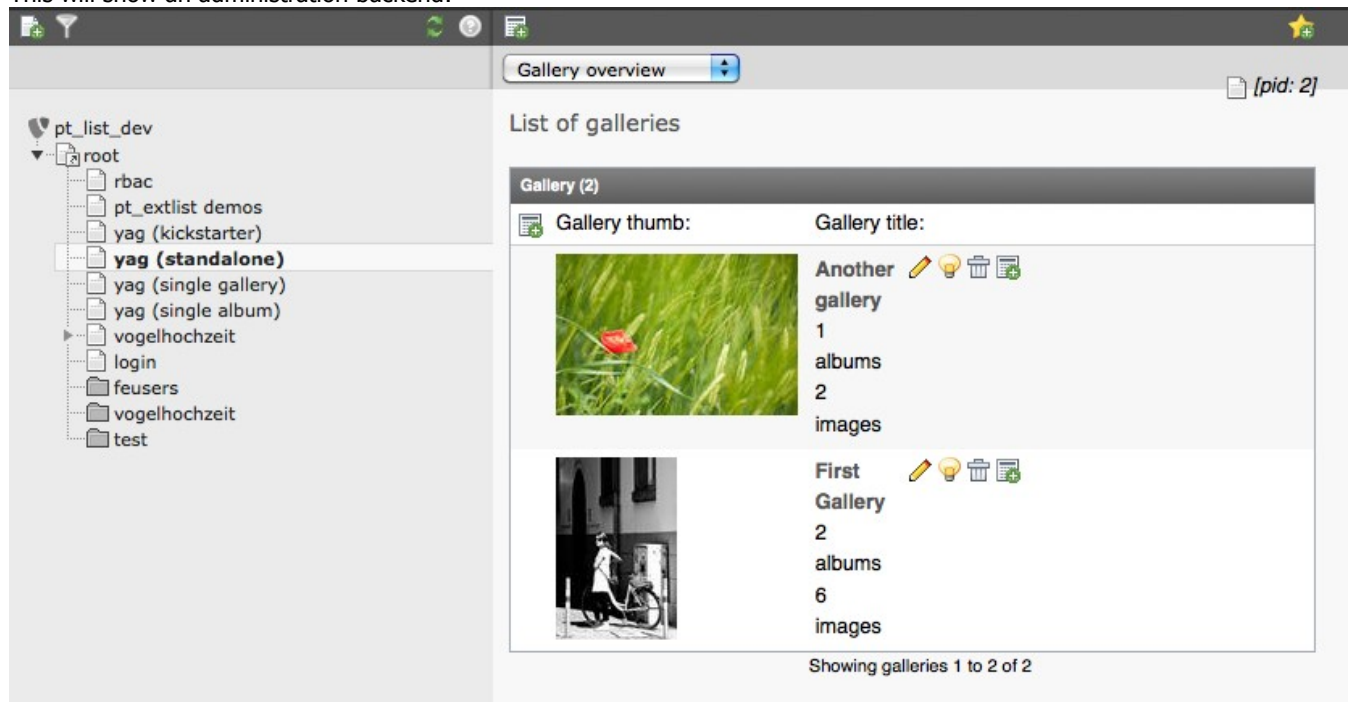 This will show an administration backend:
Gallery overview
[pid: 2]
pt_list_dev
root
rbac
pt_extlist demos
yag (kickstarter)
yag (standalone)
yag (single gallery)
yag (single album)
vogelhochzeit
login
feusers
vogelhochzeit
test
List of galleries
Gallery (2)
Gallery thumb: Gallery title:
Another
gallery
1
albums
2
images
First
Gallery
2
albums
6
images
Showing galleries 1 to 2 of 2